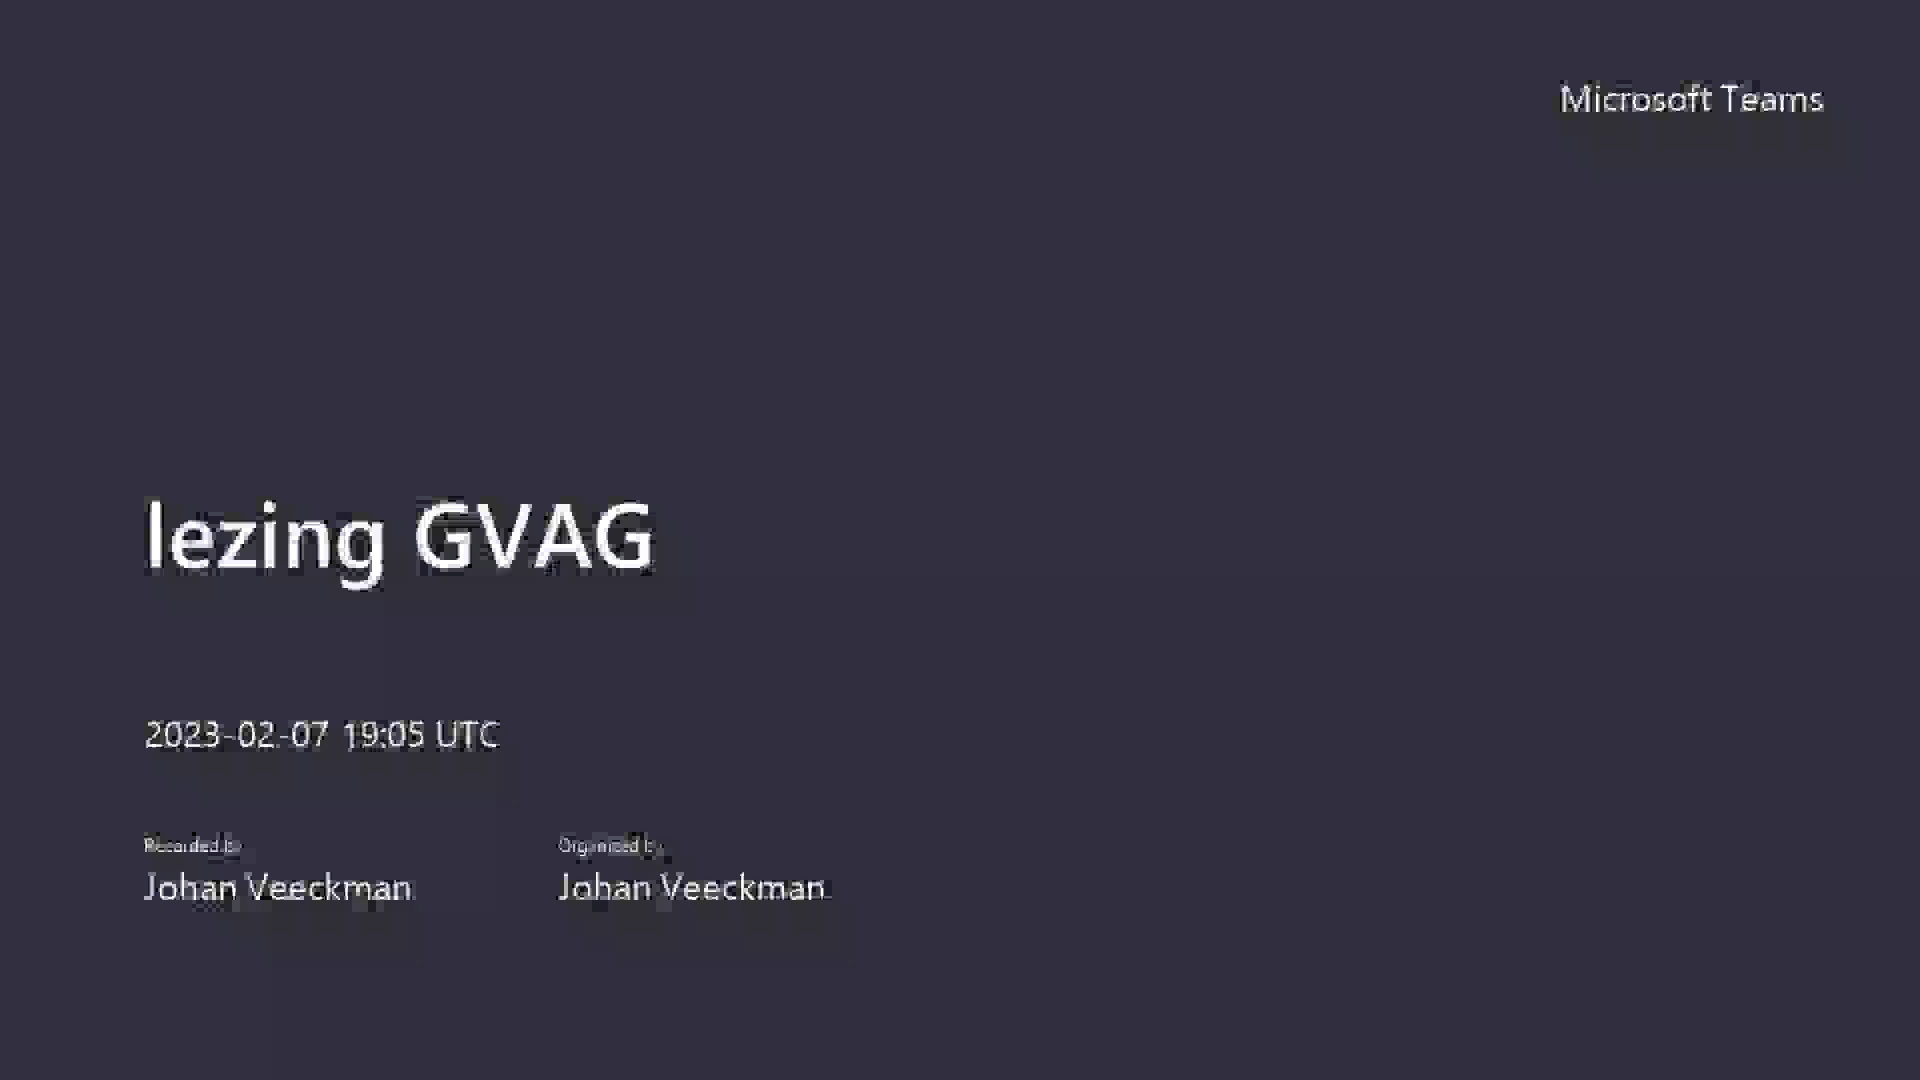 Microsoft Teams
lezing GVAG
2023-02-07 19:05 UTC
Recorded by
Organized by
Johan Veeckman
Johan Veeckman